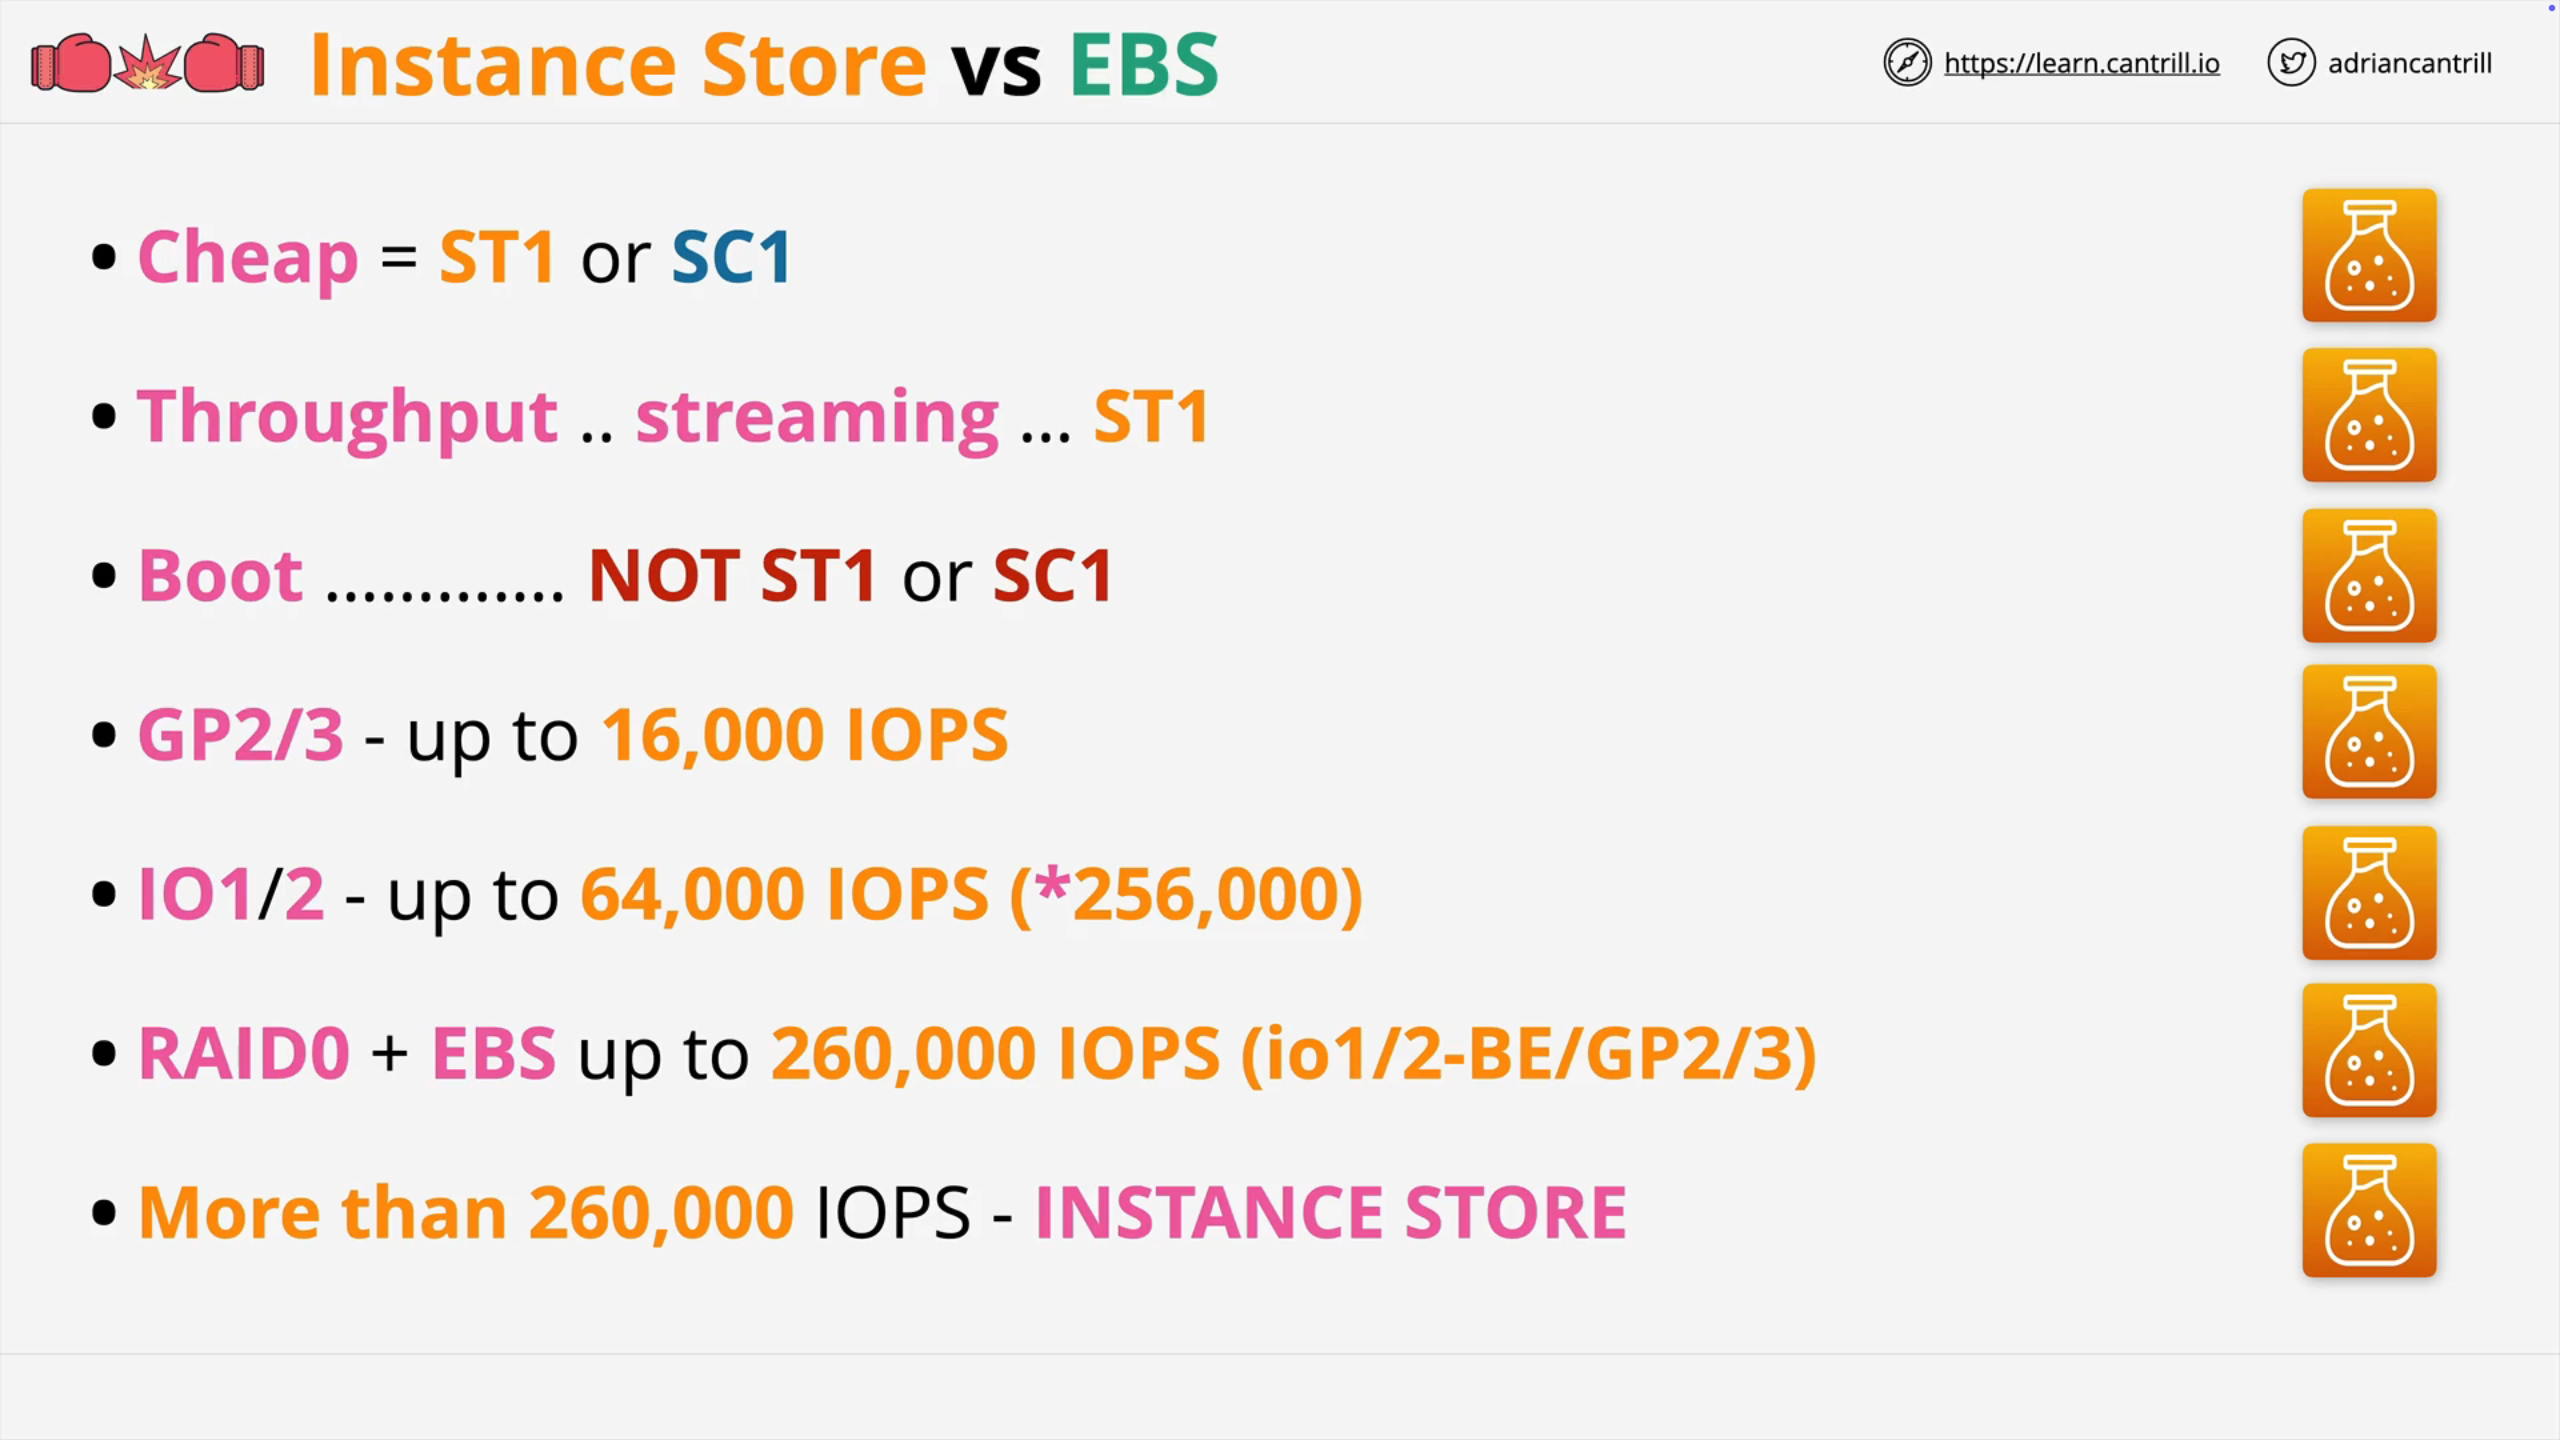 Instance Store vs EBS
https://learn.cantrill.io
adriancantrill
• Cheap = ST1 or SC1
• Throughput .. streaming ... ST1
• Boot ............. NOT ST1 or SC1
• GP2/3 - up to 16,000 IOPS
• IO1/2 - up to 64,000 IOPS (*256,000)
• RAID0 + EBS up to 260,000 IOPS (io1/2-BE/GP2/3)
• More than 260,000 IOPS - INSTANCE STORE